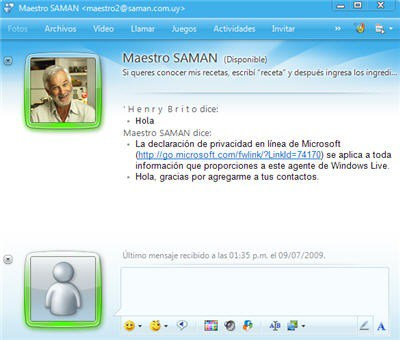 Maestro SAMAN <maestro2@saman.com.uy>
Fotos Archivos Vídeo Llamar Juegos Actividades Invitar »
Maestro SAMAN (Disponible)
Si queres conocer mis recetas, escribí "receta" y después ingresa los ingredi...
' H e n r y B r i t o dice:
Hola
Maestro SAMAN dice:
La declaración de privacidad en línea de Microsoft
(http://go.microsoft.com/fwlink/?LinkId=74170) se aplica a toda
información que proporciones a este agente de Windows Live.
Hola, gracias por agregarme a tus contactos.
Último mensaje recibido a las 01:35 p.m. el 09/07/2009.